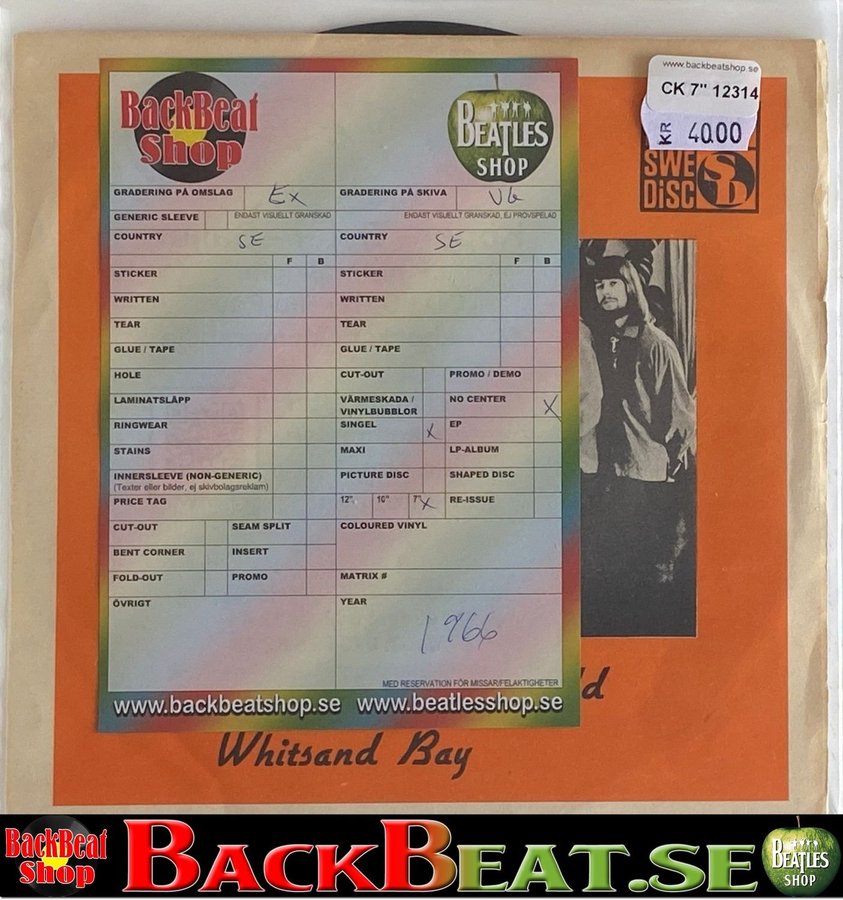 www.backbeatshop.se
CK 7" 12314
KR 40.00
SWE
DISC
SD
BackBeat
Shop
BEATLES
SHOP
GRADERING PÅ OMSLAG Ex
GRADERING PÅ SKIVA VG
GENERIC SLEEVE ENDAST VISUELLT GRANSKAD
ENDAST VISUELLT GRANSKAD, EJ PROVSPELAD
COUNTRY SE
COUNTRY SE
F B
F B
STICKER
STICKER
WRITTEN
WRITTEN
TEAR
TEAR
GLUE / TAPE
GLUE / TAPE
HOLE
CUT-OUT PROMO / DEMO
LAMINATSLÄPP
VÄRMESKADA /
VINYLBUBBLOR
NO CENTER X
RINGWEAR
SINGEL X EP
STAINS
MAXI LP-ALBUM
INNERSLEEVE (NON-GENERIC)
(Texter eller bilder, ej skivbolagsreklam)
PICTURE DISC SHAPED DISC
PRICE TAG
12" 10" 7" X RE-ISSUE
CUT-OUT SEAM SPLIT
COLOURED VINYL
BENT CORNER INSERT
FOLD-OUT PROMO
MATRIX #
ÖVRIGT
YEAR
1966
MED RESERVATION FÖR MISSAR/FELAKTIGHETER
www.backbeatshop.se www.beatlesshop.se
Whitsand Bay
BackBeat
Shop
BACKBEAT.SE
BEATLES
SHOP